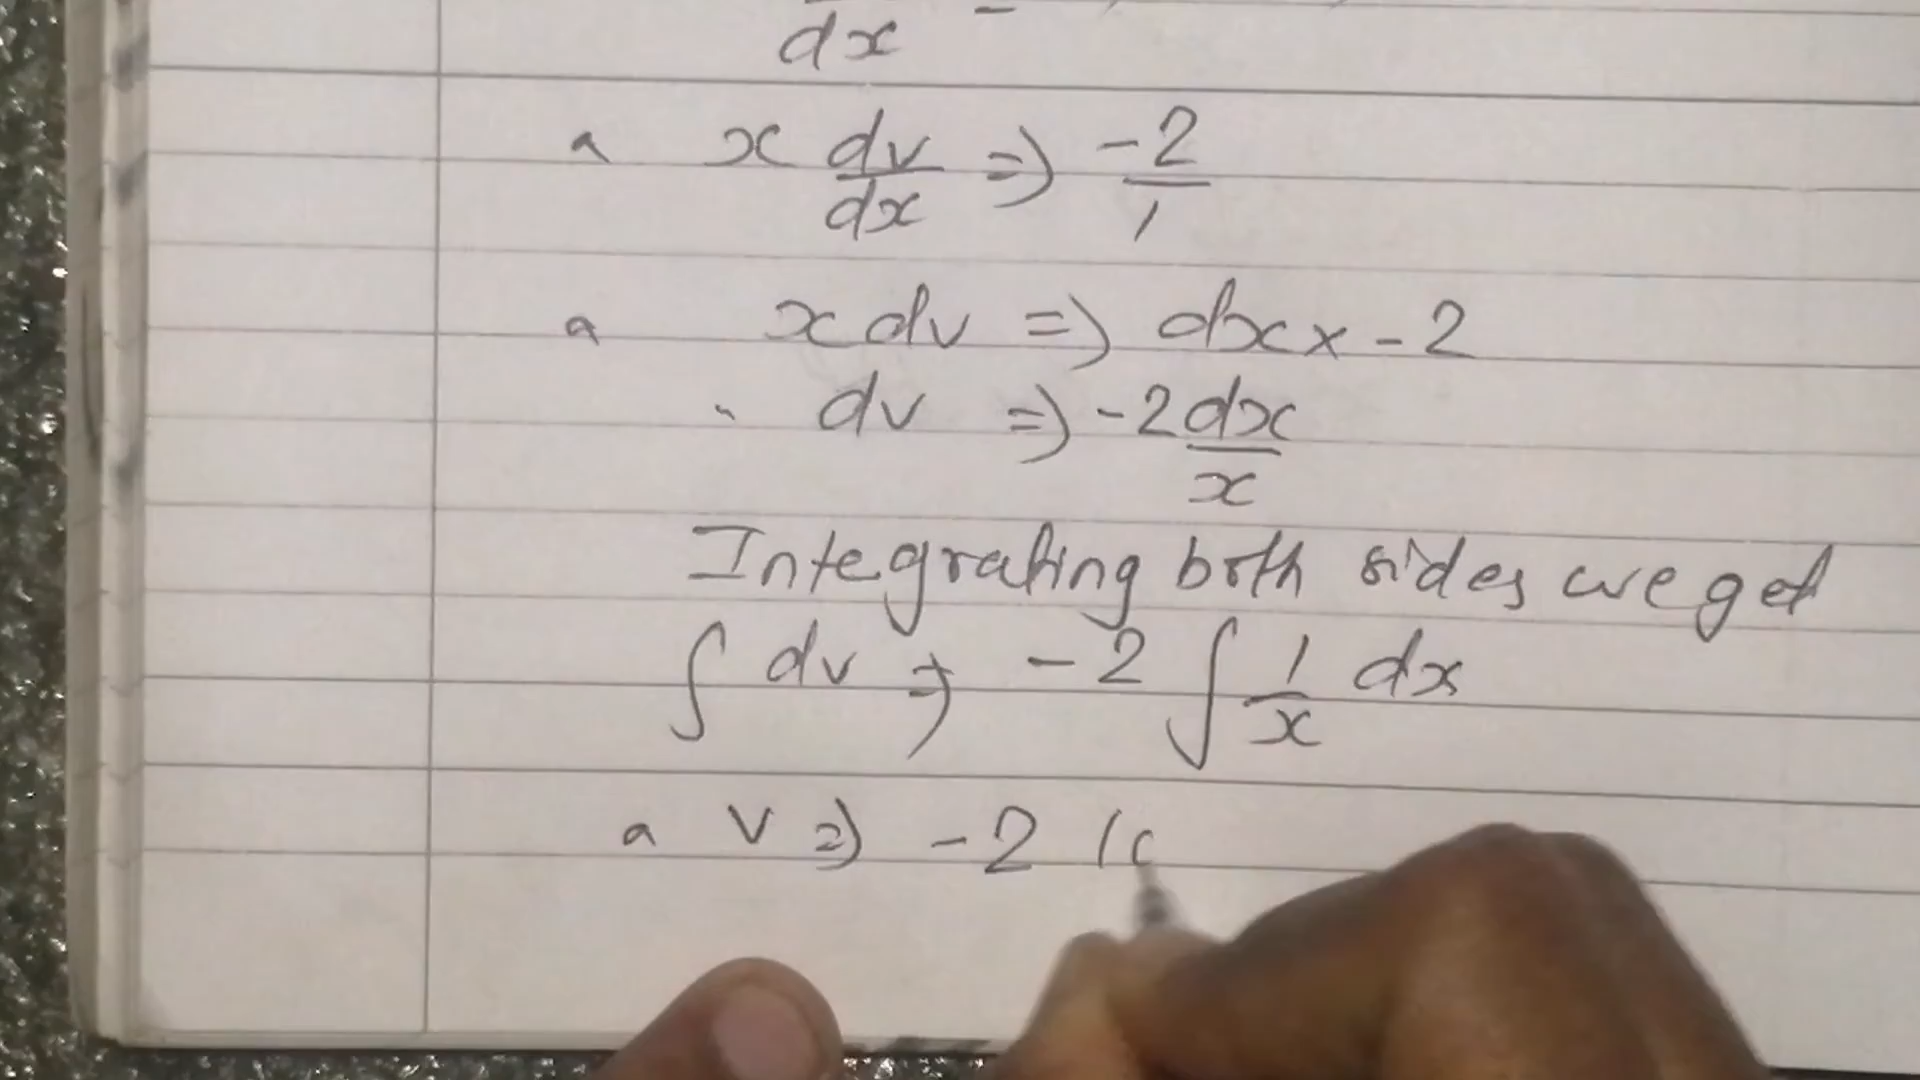 dx -
a x dv/dx => -2/1
a x dv => dx x -2
dv => -2 dx/x
Integrating both sides we get
∫ dv => -2 ∫ 1/x dx
a v => -2 lo